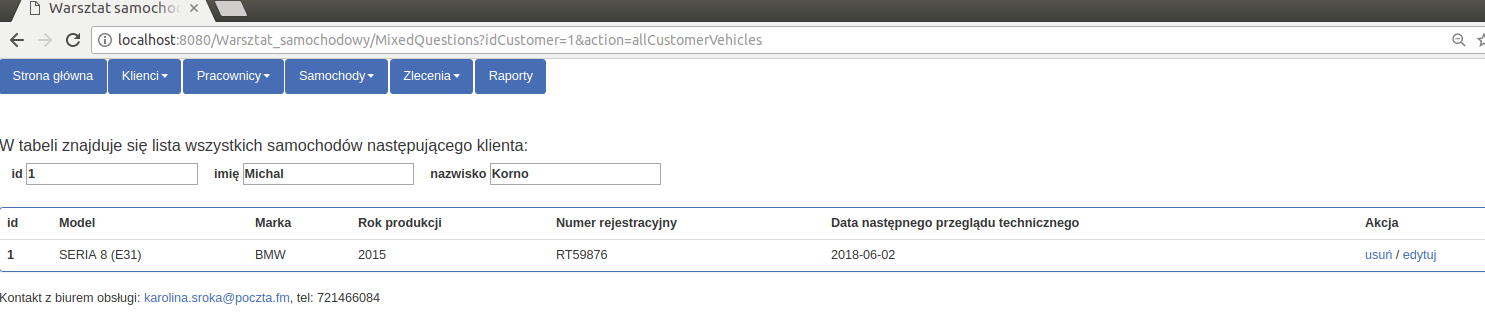 Warsztat samochod
localhost:8080/Warsztat_samochodowy/MixedQuestions?idCustomer=1&action=allCustomerVehicles
Strona główna Klienci Pracownicy Samochody Zlecenia Raporty
W tabeli znajduje się lista wszystkich samochodów następującego klienta:
id 1 imię Michal nazwisko Korno
id Model Marka Rok produkcji Numer rejestracyjny Data następnego przeglądu technicznego Akcja
1 SERIA 8 (E31) BMW 2015 RT59876 2018-06-02 usuń / edytuj
Kontakt z biurem obsługi: karolina.sroka@poczta.fm, tel: 721466084